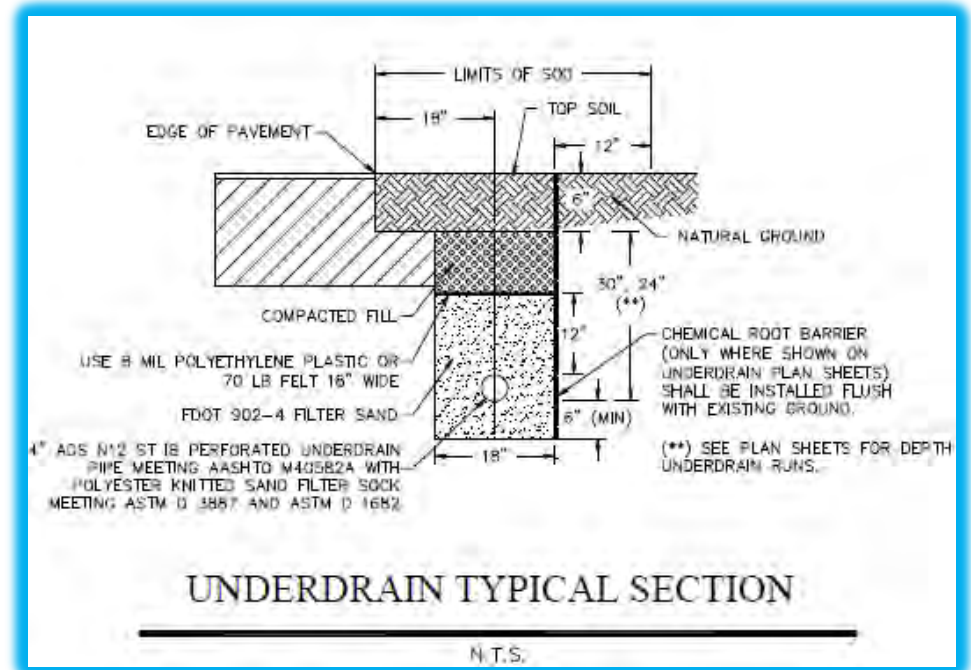 LIMITS OF SOD
18"
TOP SOIL
EDGE OF PAVEMENT
12"
6"
NATURAL GROUND
30", 24"
(**)
COMPACTED FILL
12"
CHEMICAL ROOT BARRIER
(ONLY WHERE SHOWN ON
UNDERDRAIN PLAN SHEETS)
SHALL BE INSTALLED FLUSH
WITH EXISTING GROUND.
USE 8 MIL POLYETHYLENE PLASTIC OR
70 LB FELT 16" WIDE
FDOT 902-4 FILTER SAND
6" (MIN)
4" ADS N12 ST IB PERFORATED UNDERDRAIN
PIPE MEETING AASHTO M40582A WITH
POLYESTER KNITTED SAND FILTER SOCK
MEETING ASTM D 3887 AND ASTM D 1682
18"
(**) SEE PLAN SHEETS FOR DEPTH
UNDERDRAIN RUNS.
UNDERDRAIN TYPICAL SECTION
N.T.S.